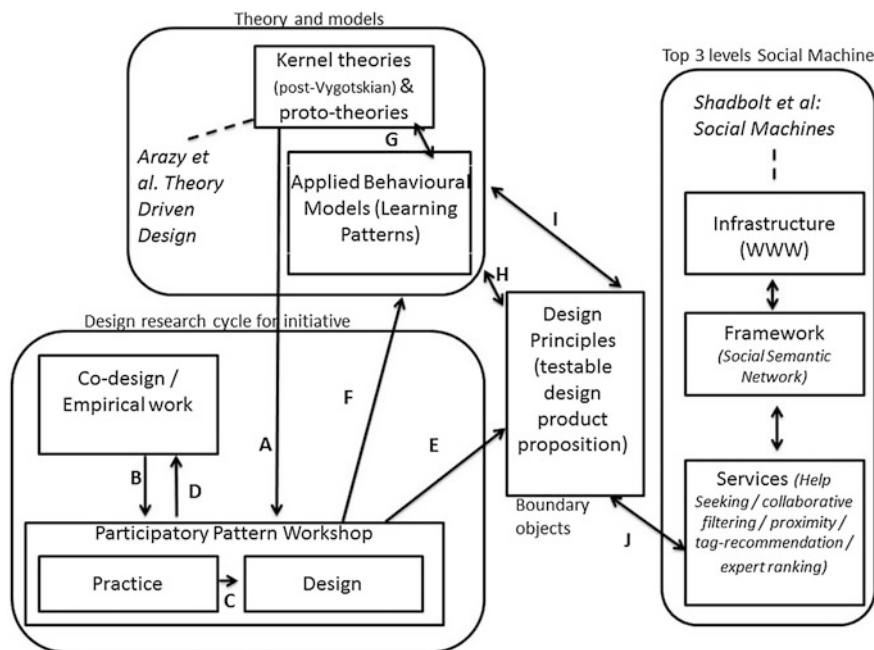 Theory and models
Kernel theories
(post-Vygotskian) &
proto-theories
G
Arazy et
al. Theory
Driven
Design
Applied Behavioural
Models (Learning
Patterns)
I
H
Design research cycle for initiative
Co-design /
Empirical work
B
D
A
F
E
Participatory Pattern Workshop
Practice
C
Design
Design
Principles
(testable
design
product
proposition)
Boundary
objects
J
Top 3 levels Social Machine
Shadbolt et al:
Social Machines
Infrastructure
(WWW)
Framework
(Social Semantic
Network)
Services (Help
Seeking / collaborative
filtering / proximity /
tag-recommendation /
expert ranking)